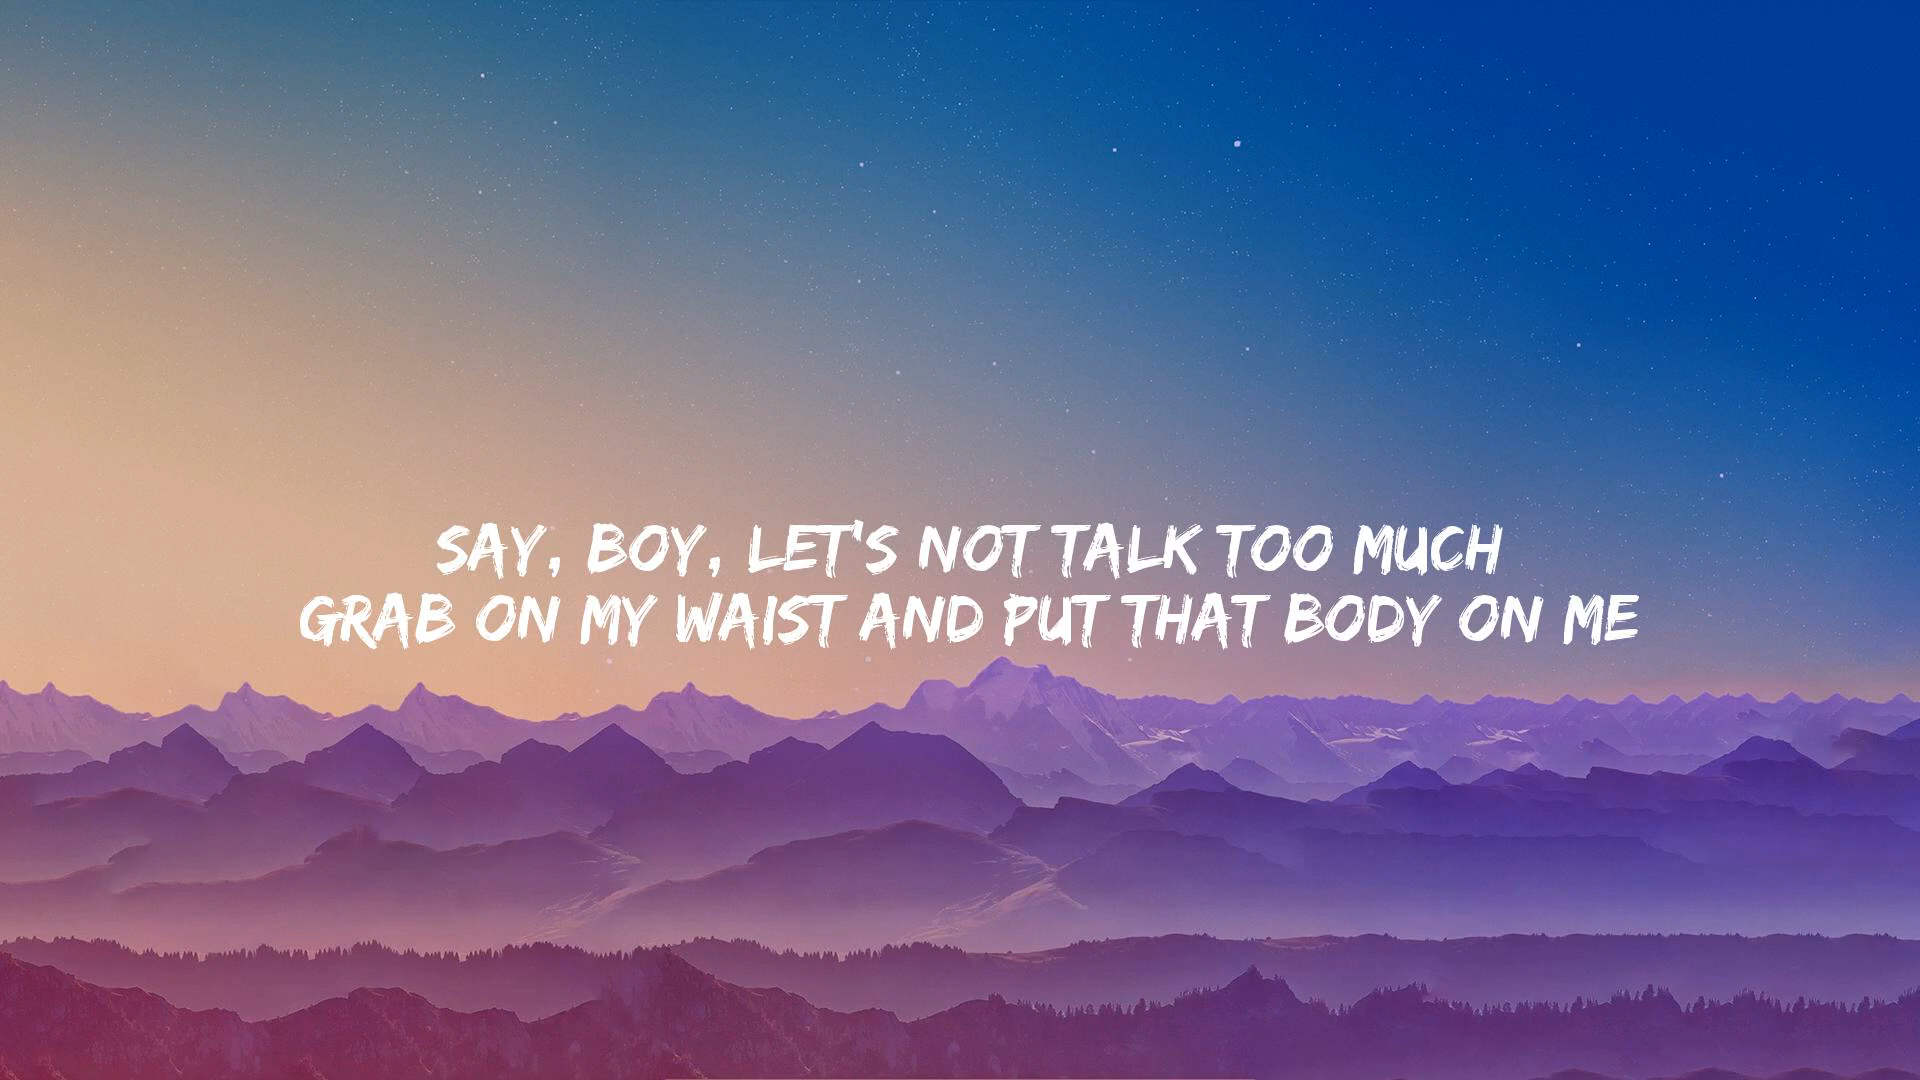 SAY, BOY, LET'S NOT TALK TOO MUCH
GRAB ON MY WAIST AND PUT THAT BODY ON ME